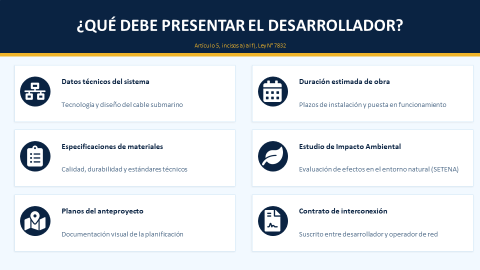 ¿QUÉ DEBE PRESENTAR EL DESARROLLADOR?
Artículo 5, incisos a) al f), Ley N° 7832
Datos técnicos del sistema
Tecnología y diseño del cable submarino
Duración estimada de obra
Plazos de instalación y puesta en funcionamiento
Especificaciones de materiales
Calidad, durabilidad y estándares técnicos
Estudio de Impacto Ambiental
Evaluación de efectos en el entorno natural (SETENA)
Planos del anteproyecto
Documentación visual de la planificación
Contrato de interconexión
Suscrito entre desarrollador y operador de red